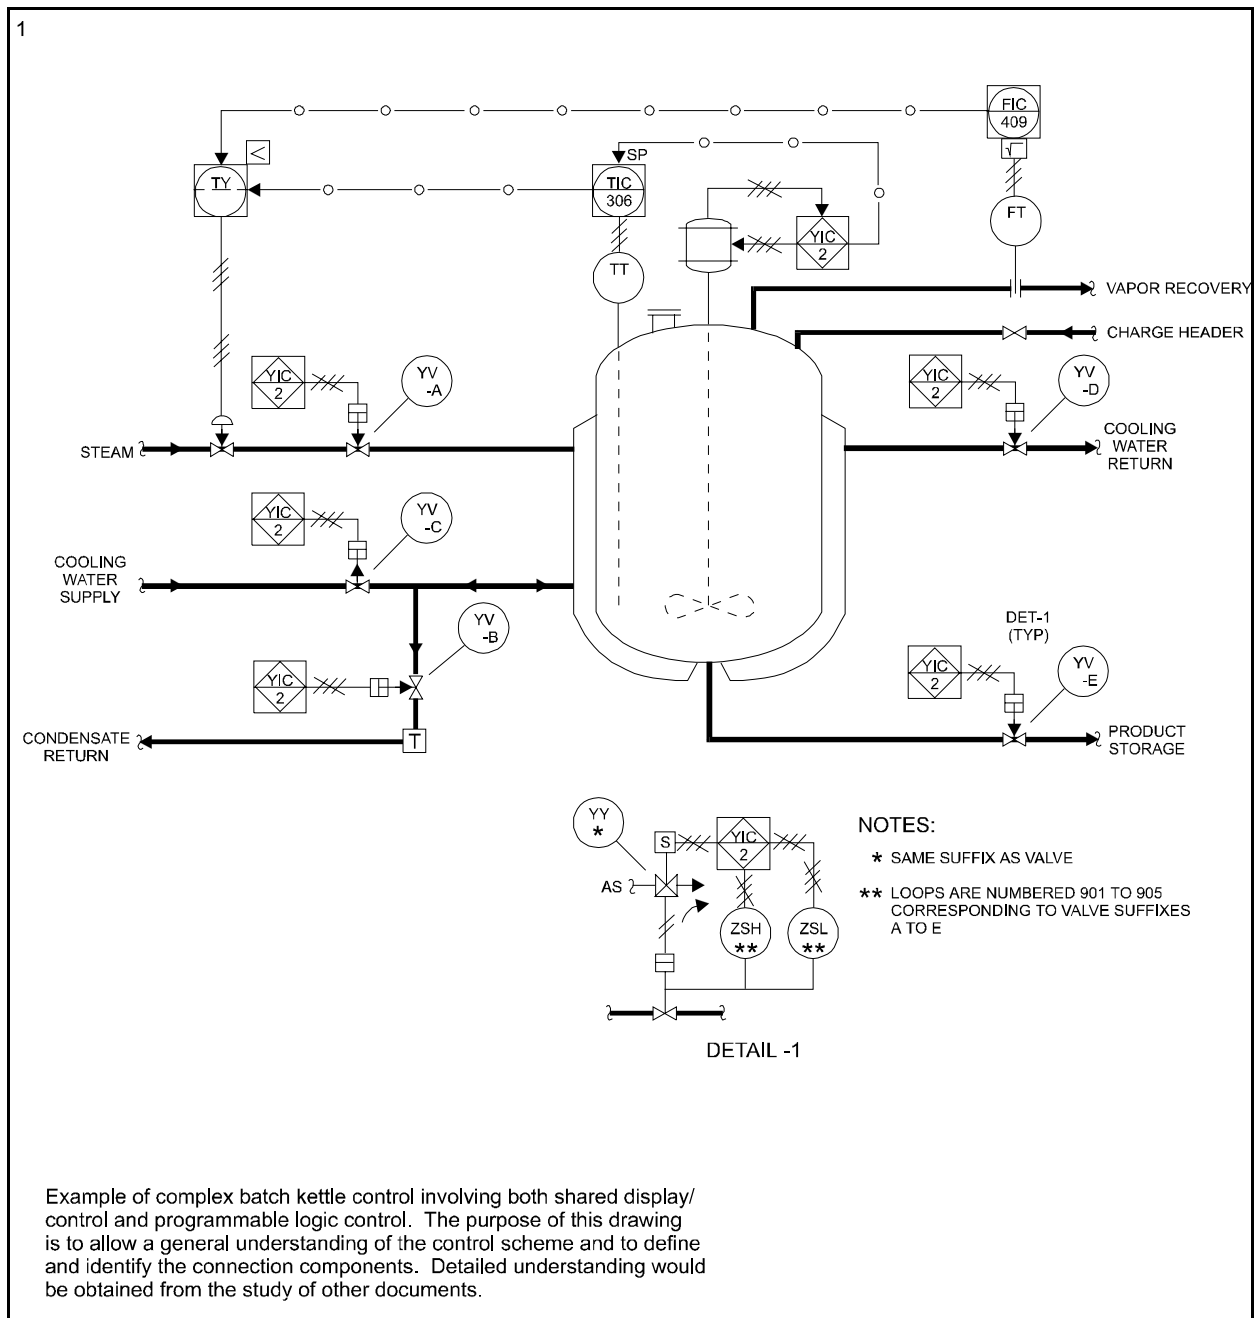 1
FIC
409
√
<
SP
TY
TIC
306
FT
YIC
2
TT
VAPOR RECOVERY
CHARGE HEADER
YIC
2
YV
-A
YIC
2
YV
-D
STEAM
COOLING
WATER
RETURN
YIC
2
YV
-C
COOLING
WATER
SUPPLY
YV
-B
DET-1
(TYP)
YIC
2
YIC
2
YV
-E
CONDENSATE
RETURN
T
PRODUCT
STORAGE
YY
*
S
YIC
2
AS
ZSH
**
ZSL
**
NOTES:
* SAME SUFFIX AS VALVE
** LOOPS ARE NUMBERED 901 TO 905
CORRESPONDING TO VALVE SUFFIXES
A TO E
DETAIL -1
Example of complex batch kettle control involving both shared display/
control and programmable logic control. The purpose of this drawing
is to allow a general understanding of the control scheme and to define
and identify the connection components. Detailed understanding would
be obtained from the study of other documents.